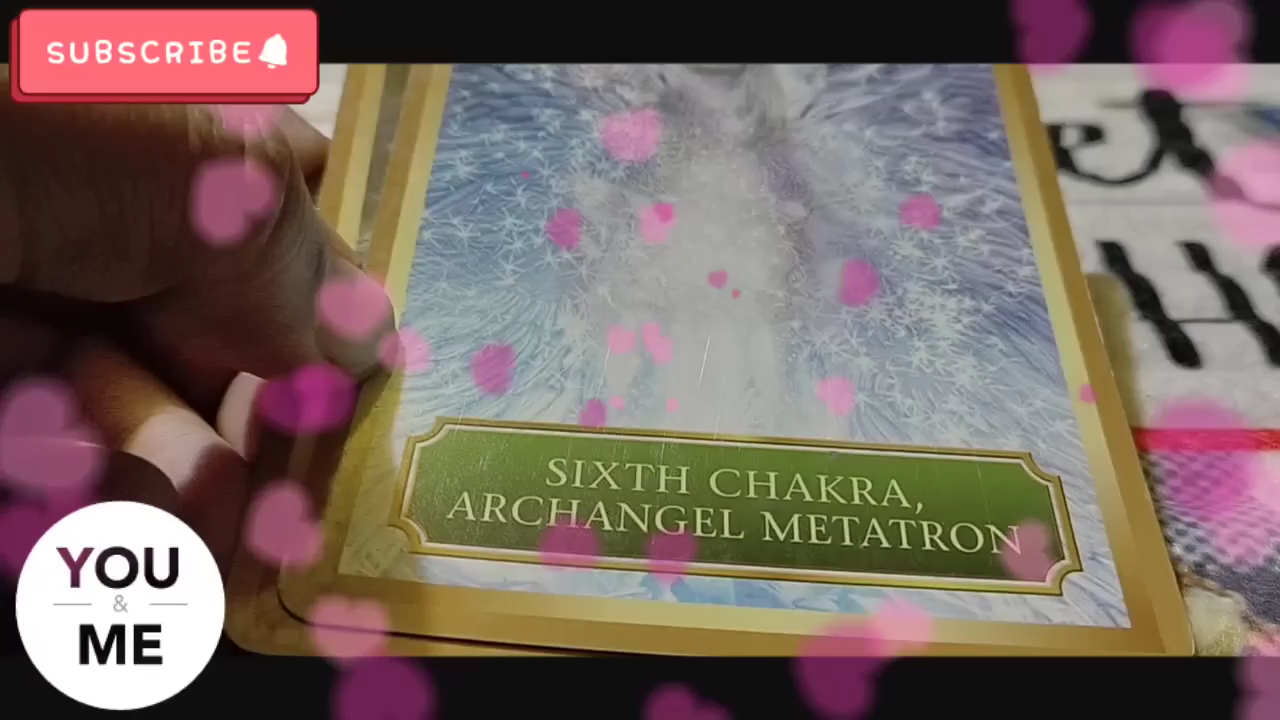 SUBSCRIBE
SIXTH CHAKRA,
ARCHANGEL METATRON
YOU
&
ME